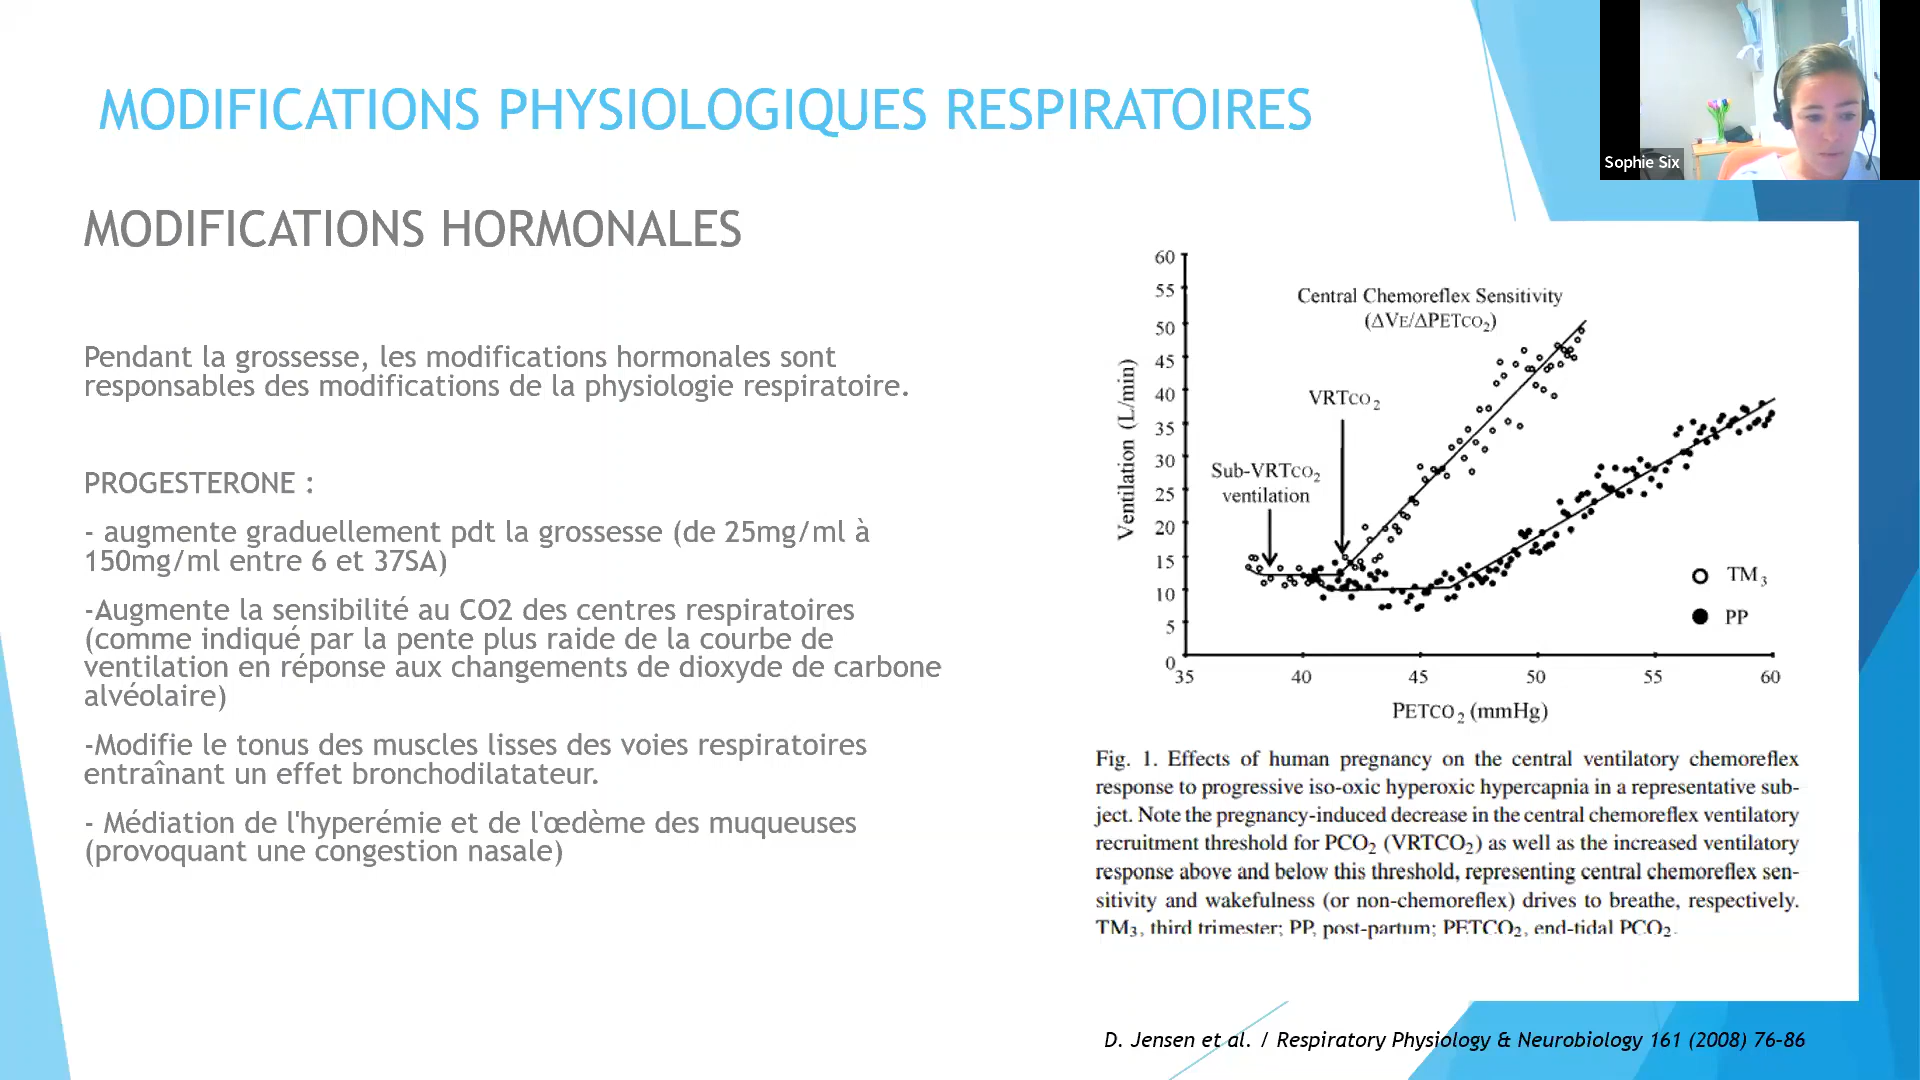 MODIFICATIONS PHYSIOLOGIQUES RESPIRATOIRES
Sophie Six
MODIFICATIONS HORMONALES
Pendant la grossesse, les modifications hormonales sont
responsables des modifications de la physiologie respiratoire.
PROGESTERONE :
- augmente graduellement pdt la grossesse (de 25mg/ml à
150mg/ml entre 6 et 37SA)
-Augmente la sensibilité au CO2 des centres respiratoires
(comme indiqué par la pente plus raide de la courbe de
ventilation en réponse aux changements de dioxyde de carbone
alvéolaire)
-Modifie le tonus des muscles lisses des voies respiratoires
entraînant un effet bronchodilatateur.
- Médiation de l'hyperémie et de l'œdème des muqueuses
(provoquant une congestion nasale)
Ventilation (L/min)
60
55
50
45
40
35
30
25
20
15
10
5
0
Central Chemoreflex Sensitivity
(ΔVE/ΔPETCO2)
VRTCO2
Sub-VRTCO2
ventilation
TM3
PP
35 40 45 50 55 60
PETCO2 (mmHg)
Fig. 1. Effects of human pregnancy on the central ventilatory chemoreflex
response to progressive iso-oxic hyperoxic hypercapnia in a representative sub-
ject. Note the pregnancy-induced decrease in the central chemoreflex ventilatory
recruitment threshold for PCO2 (VRTCO2) as well as the increased ventilatory
response above and below this threshold, representing central chemoreflex sen-
sitivity and wakefulness (or non-chemoreflex) drives to breathe, respectively.
TM3, third trimester; PP, post-partum; PETCO2, end-tidal PCO2.
D. Jensen et al. / Respiratory Physiology & Neurobiology 161 (2008) 76–86